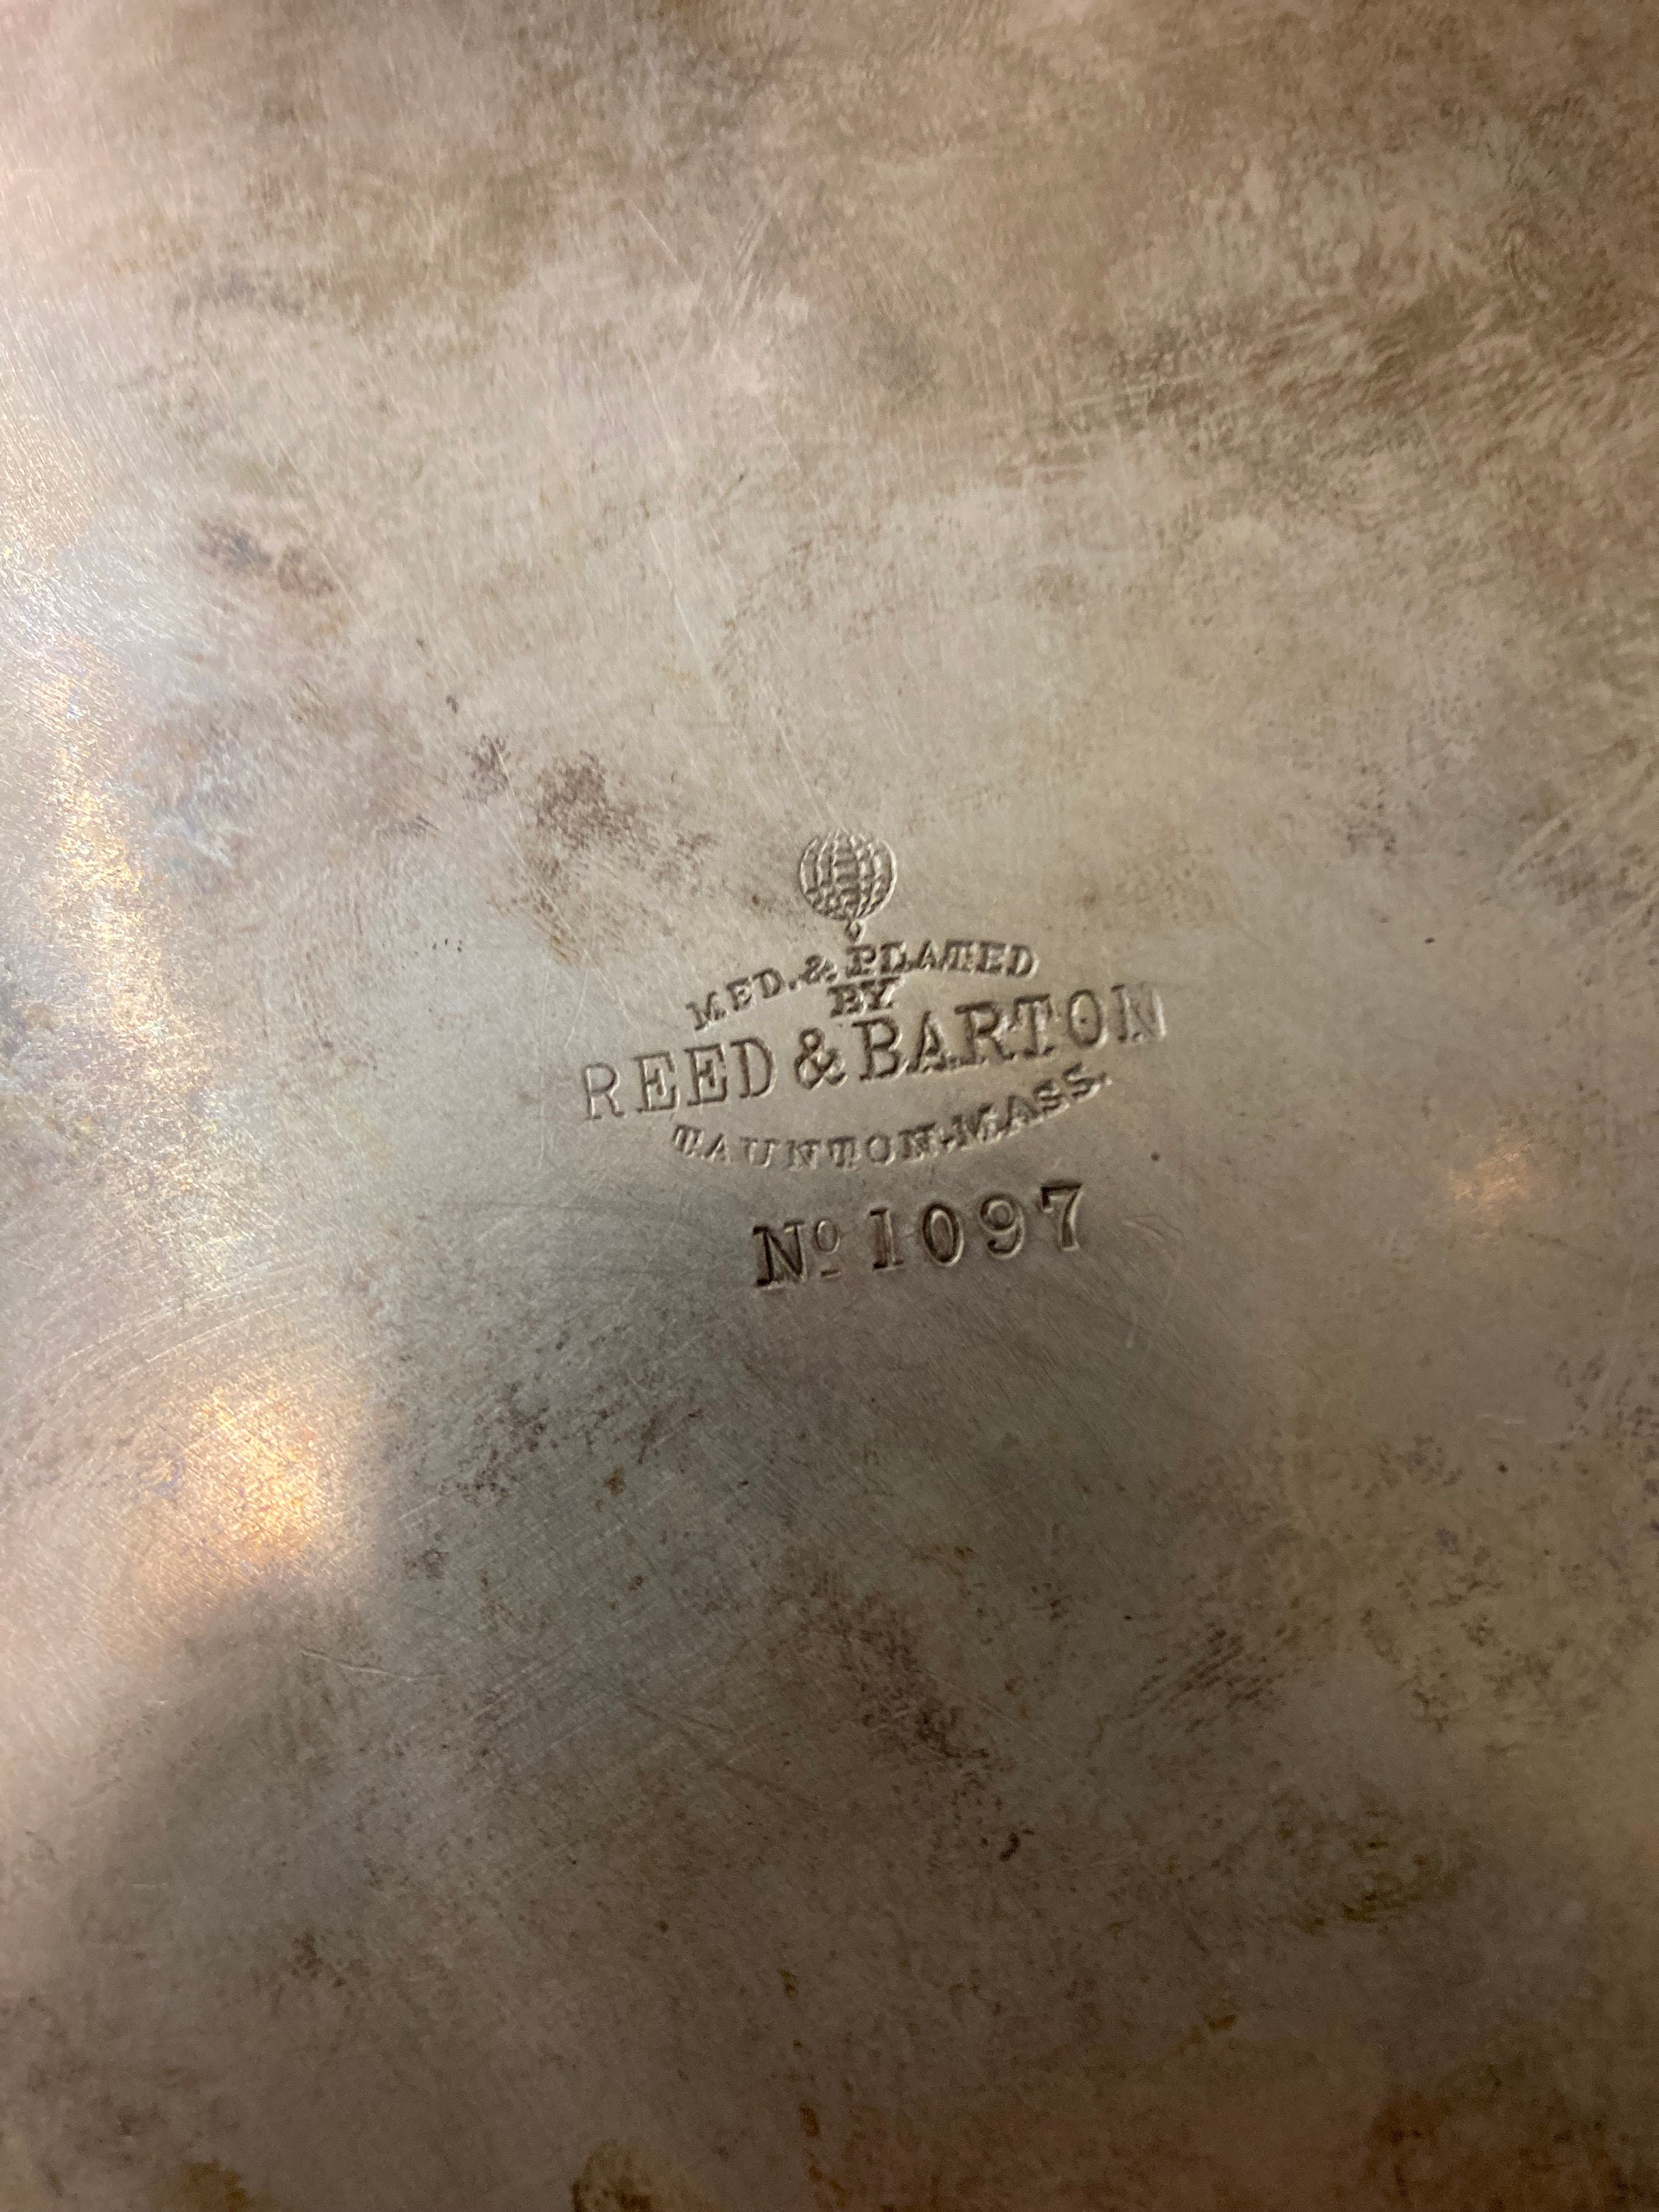 MFD. & PLATED
BY
REED & BARTON
TAUNTON. MASS.
No 1097